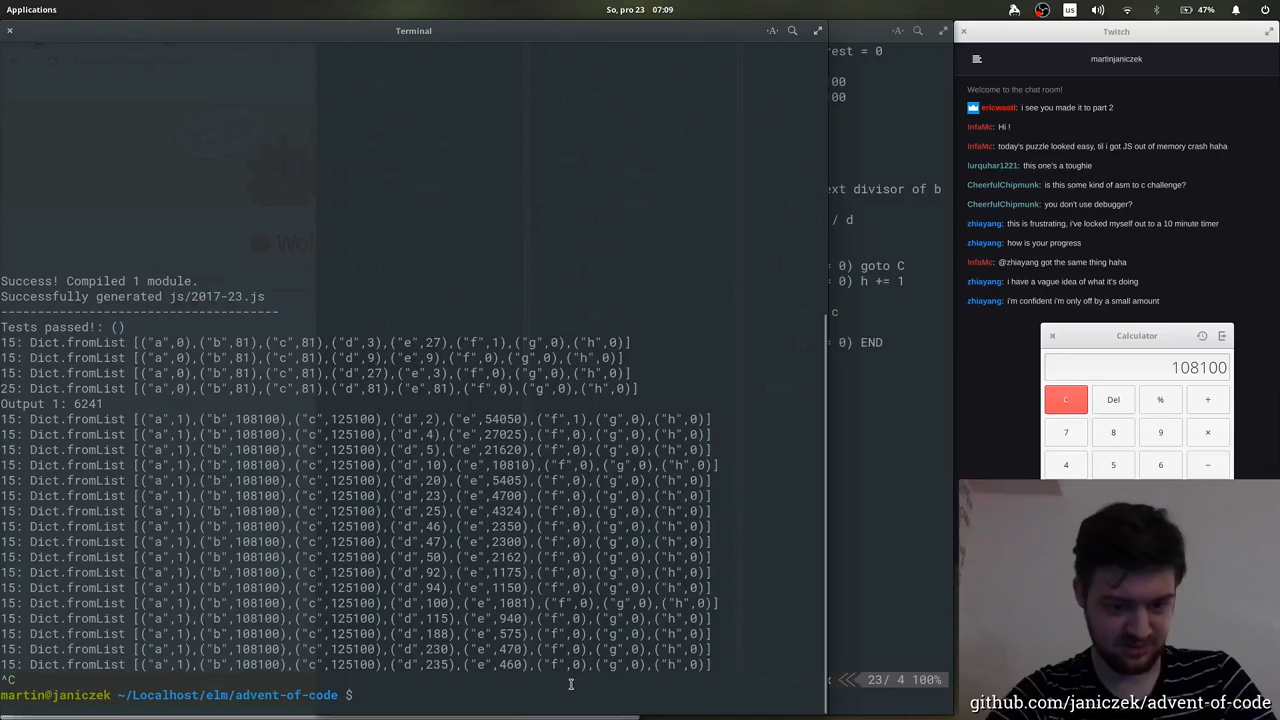 Applications
So, pro 23 07:09
us
47%
Terminal
Twitch
martinjaniczek
Welcome to the chat room!
ericwastl: i see you made it to part 2
InfaMc: Hi !
InfaMc: today's puzzle looked easy, til i got JS out of memory crash haha
lurquhar1221: this one's a toughie
CheerfulChipmunk: is this some kind of asm to c challenge?
CheerfulChipmunk: you don't use debugger?
zhiayang: this is frustrating, i've locked myself out to a 10 minute timer
zhiayang: how is your progress
InfaMc: @zhiayang got the same thing haha
zhiayang: i have a vague idea of what it's doing
zhiayang: i'm confident i'm only off by a small amount
rest = 0
00
00
ext divisor of b
/ d
= 0) goto C
= 0) h += 1
c
= 0) END
23/ 4 100%
Success! Compiled 1 module.
Successfully generated js/2017-23.js
------------------------------------
Tests passed!: ()
15: Dict.fromList [("a",0),("b",81),("c",81),("d",3),("e",27),("f",1),("g",0),("h",0)]
15: Dict.fromList [("a",0),("b",81),("c",81),("d",9),("e",9),("f",0),("g",0),("h",0)]
15: Dict.fromList [("a",0),("b",81),("c",81),("d",27),("e",3),("f",0),("g",0),("h",0)]
25: Dict.fromList [("a",0),("b",81),("c",81),("d",81),("e",81),("f",0),("g",0),("h",0)]
Output 1: 6241
15: Dict.fromList [("a",1),("b",108100),("c",125100),("d",2),("e",54050),("f",1),("g",0),("h",0)]
15: Dict.fromList [("a",1),("b",108100),("c",125100),("d",4),("e",27025),("f",0),("g",0),("h",0)]
15: Dict.fromList [("a",1),("b",108100),("c",125100),("d",5),("e",21620),("f",0),("g",0),("h",0)]
15: Dict.fromList [("a",1),("b",108100),("c",125100),("d",10),("e",10810),("f",0),("g",0),("h",0)]
15: Dict.fromList [("a",1),("b",108100),("c",125100),("d",20),("e",5405),("f",0),("g",0),("h",0)]
15: Dict.fromList [("a",1),("b",108100),("c",125100),("d",23),("e",4700),("f",0),("g",0),("h",0)]
15: Dict.fromList [("a",1),("b",108100),("c",125100),("d",25),("e",4324),("f",0),("g",0),("h",0)]
15: Dict.fromList [("a",1),("b",108100),("c",125100),("d",46),("e",2350),("f",0),("g",0),("h",0)]
15: Dict.fromList [("a",1),("b",108100),("c",125100),("d",47),("e",2300),("f",0),("g",0),("h",0)]
15: Dict.fromList [("a",1),("b",108100),("c",125100),("d",50),("e",2162),("f",0),("g",0),("h",0)]
15: Dict.fromList [("a",1),("b",108100),("c",125100),("d",92),("e",1175),("f",0),("g",0),("h",0)]
15: Dict.fromList [("a",1),("b",108100),("c",125100),("d",94),("e",1150),("f",0),("g",0),("h",0)]
15: Dict.fromList [("a",1),("b",108100),("c",125100),("d",100),("e",1081),("f",0),("g",0),("h",0)]
15: Dict.fromList [("a",1),("b",108100),("c",125100),("d",115),("e",940),("f",0),("g",0),("h",0)]
15: Dict.fromList [("a",1),("b",108100),("c",125100),("d",188),("e",575),("f",0),("g",0),("h",0)]
15: Dict.fromList [("a",1),("b",108100),("c",125100),("d",230),("e",470),("f",0),("g",0),("h",0)]
15: Dict.fromList [("a",1),("b",108100),("c",125100),("d",235),("e",460),("f",0),("g",0),("h",0)]
^C
martin@janiczek ~/Localhost/elm/advent-of-code $
Calculator
108100
C Del % ÷
7 8 9 ×
4 5 6 −
github.com/janiczek/advent-of-code